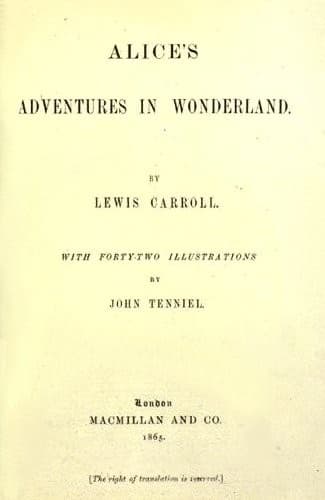 ALICE'S
ADVENTURES IN WONDERLAND.
BY
LEWIS CARROLL.
WITH FORTY-TWO ILLUSTRATIONS
BY
JOHN TENNIEL.
London
MACMILLAN AND CO.
1865.
[The right of translation is reserved.]